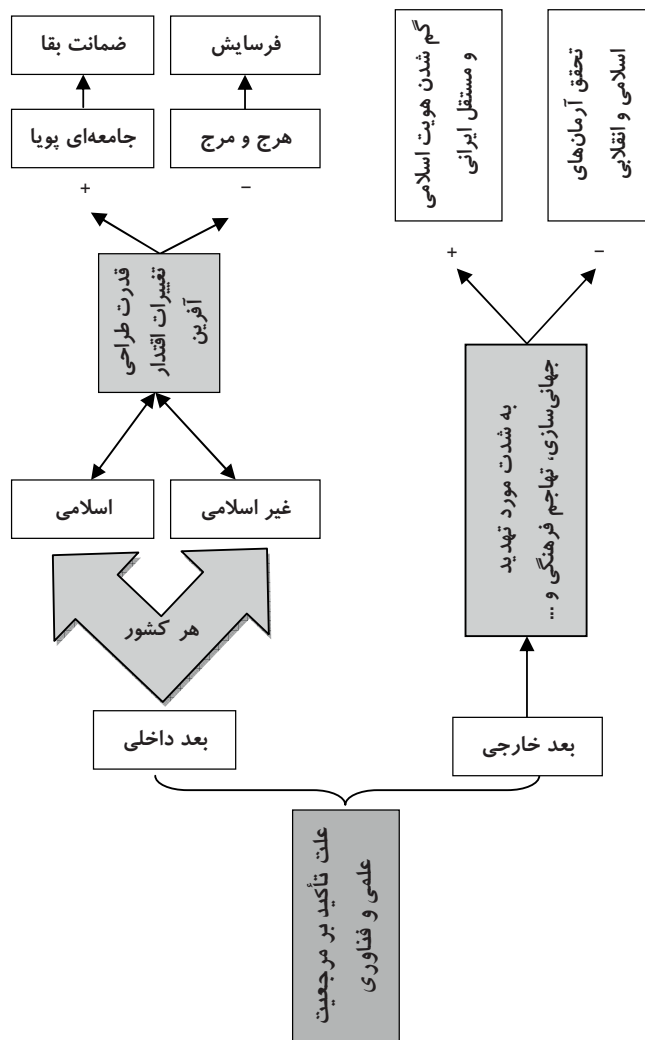 ضمانت بقا
فرسایش
جامعه‌ای پویا
هرج و مرج
+
−
قدرت طراحی
تغییرات اقتدار
آفرین
اسلامی
غیر اسلامی
هر کشور
بعد داخلی
گم شدن هویت اسلامی
و مستقل ایرانی
تحقق آرمان‌های
اسلامی و انقلابی
+
−
به شدت مورد تهدید
جهانی‌سازی، تهاجم فرهنگی و ...
بعد خارجی
علت تأکید بر مرجعیت
علمی و فناوری